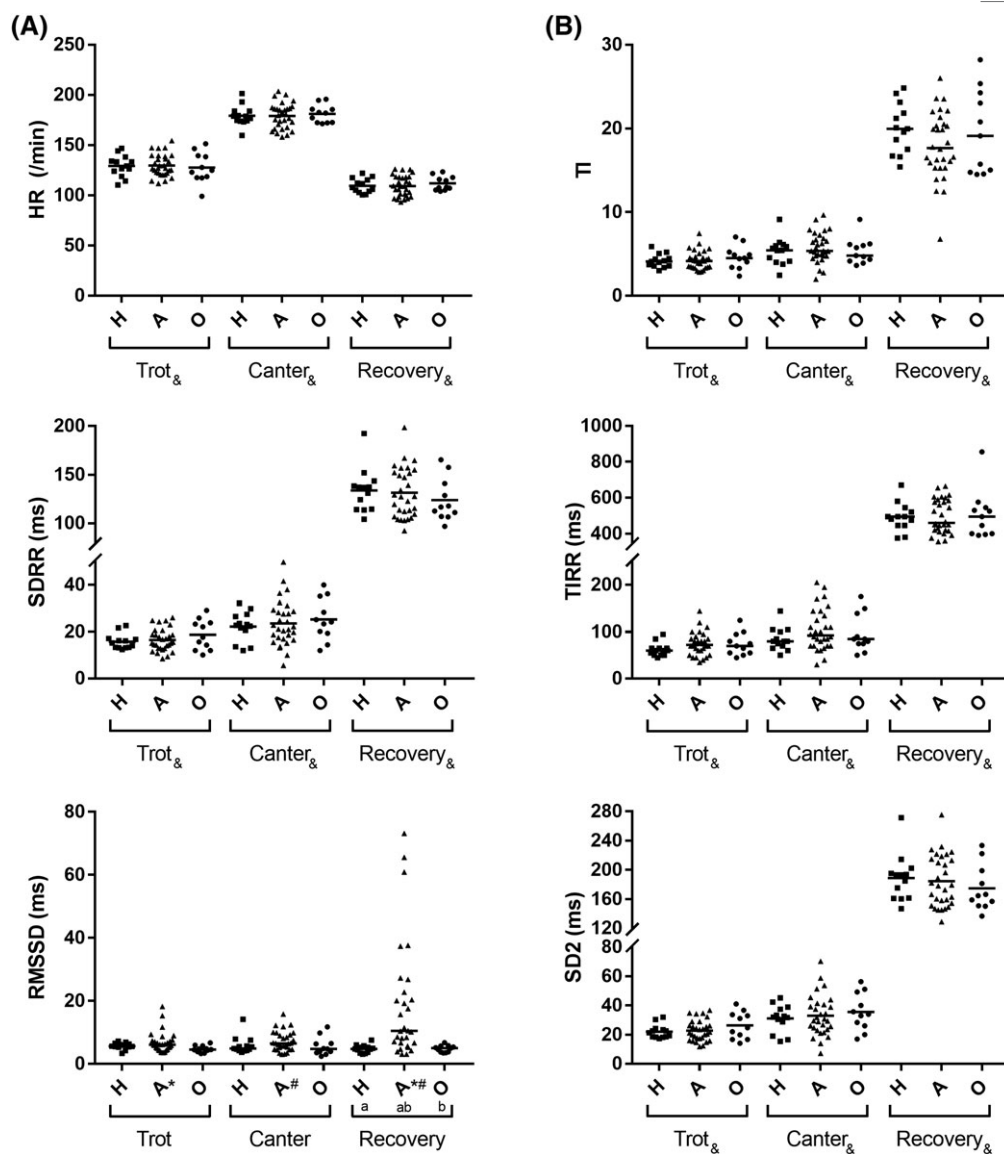 (A)
250
200
150
100
50
0
HR (/min)
H A O H A O H A O
Trot& Canter& Recovery&
200
150
100
40
20
0
SDRR (ms)
H A O H A O H A O
Trot& Canter& Recovery&
80
60
40
20
0
RMSSD (ms)
H A* O H A# O H A*# O
a ab b
Trot Canter Recovery
(B)
30
20
10
0
TI
H A O H A O H A O
Trot& Canter& Recovery&
1000
800
600
400
200
100
0
TIRR (ms)
H A O H A O H A O
Trot& Canter& Recovery&
280
240
200
160
120
80
60
40
20
0
SD2 (ms)
H A O H A O H A O
Trot& Canter& Recovery&